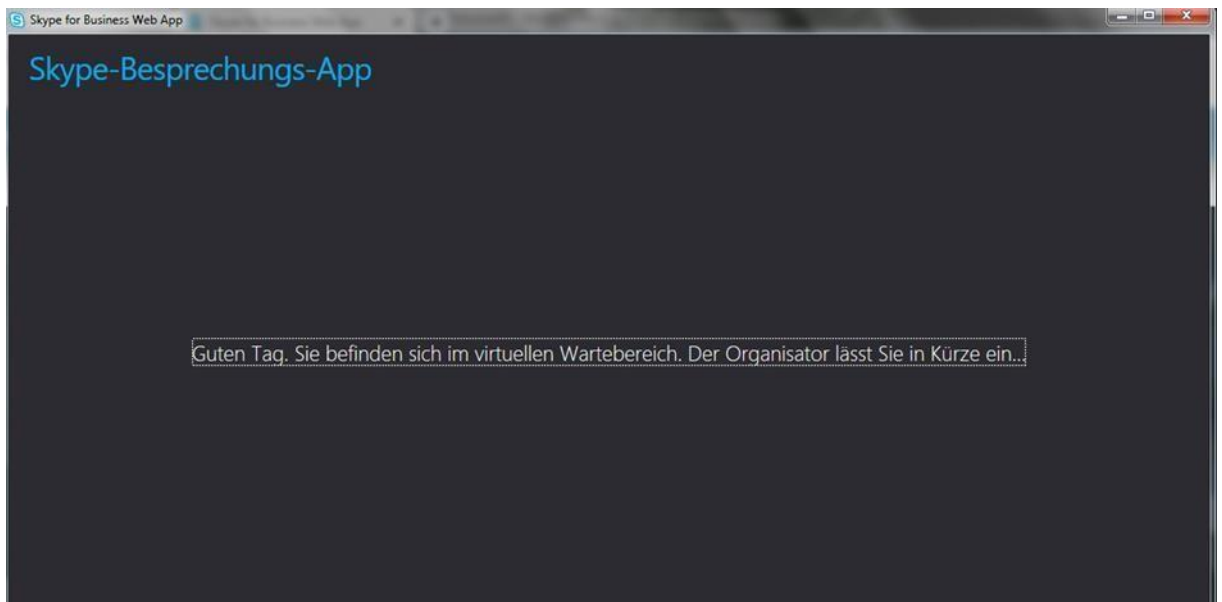 Skype for Business Web App
Skype-Besprechungs-App
Guten Tag. Sie befinden sich im virtuellen Wartebereich. Der Organisator lässt Sie in Kürze ein...